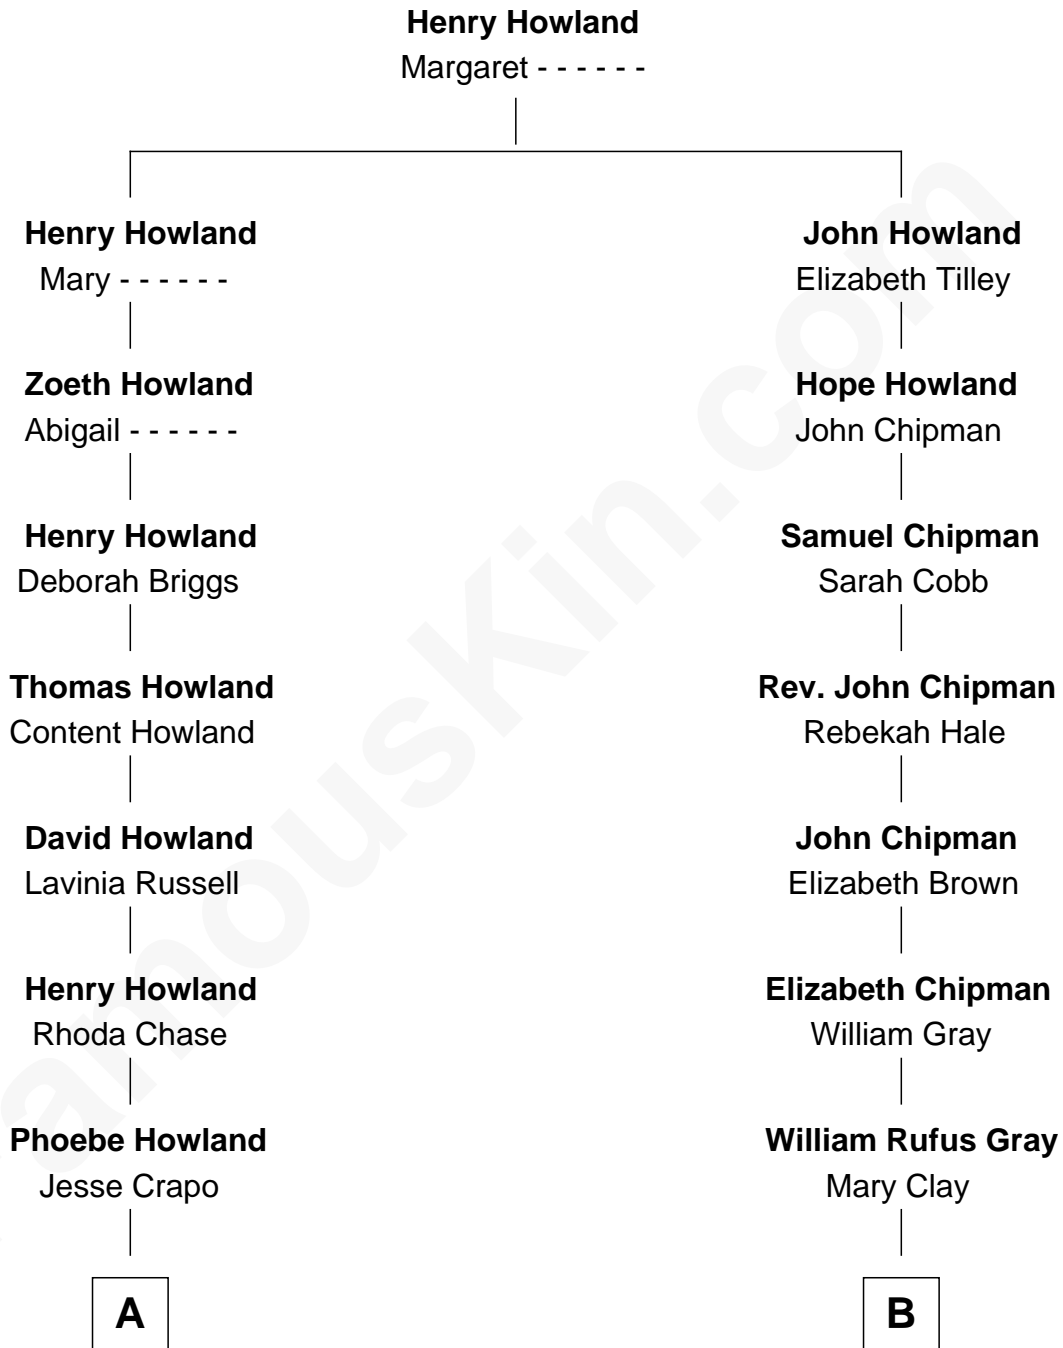 Henry Howland
Margaret - - - - - -
Henry Howland
Mary - - - - - -
John Howland
Elizabeth Tilley
Zoeth Howland
Abigail - - - - - -
Hope Howland
John Chipman
Henry Howland
Deborah Briggs
Samuel Chipman
Sarah Cobb
Thomas Howland
Content Howland
Rev. John Chipman
Rebekah Hale
David Howland
Lavinia Russell
John Chipman
Elizabeth Brown
Henry Howland
Rhoda Chase
Elizabeth Chipman
William Gray
Phoebe Howland
Jesse Crapo
William Rufus Gray
Mary Clay
A
B
amouskin.com